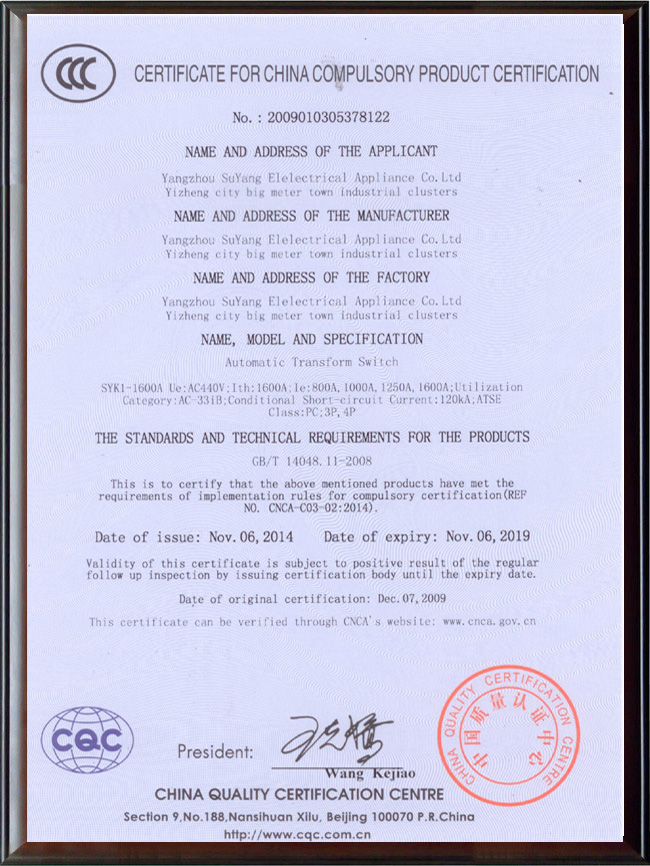 CCC
CERTIFICATE FOR CHINA COMPULSORY PRODUCT CERTIFICATION
No. : 2009010305378122
NAME AND ADDRESS OF THE APPLICANT
Yangzhou SuYang Elelectrical Appliance Co.Ltd
Yizheng city big meter town industrial clusters
NAME AND ADDRESS OF THE MANUFACTURER
Yangzhou SuYang Elelectrical Appliance Co.Ltd
Yizheng city big meter town industrial clusters
NAME AND ADDRESS OF THE FACTORY
Yangzhou SuYang Elelectrical Appliance Co.Ltd
Yizheng city big meter town industrial clusters
NAME, MODEL AND SPECIFICATION
Automatic Transform Switch
SYK1-1600A Ue:AC440V;Ith:1600A;Ie:800A,1000A,1250A,1600A;Utilization
Category:AC-33iB;Conditional Short-circuit Current:120kA;ATSE
Class:PC;3P,4P
THE STANDARDS AND TECHNICAL REQUIREMENTS FOR THE PRODUCTS
GB/T 14048.11-2008
This is to certify that the above mentioned products have met the
requirements of implementation rules for compulsory certification(REF
NO. CNCA-C03-02:2014).
Date of issue: Nov.06,2014 Date of expiry: Nov.06,2019
Validity of this certificate is subject to positive result of the regular
follow up inspection by issuing certification body until the expiry date.
Date of original certification: Dec.07,2009
This certificate can be verified through CNCA's website: www.cnca.gov.cn
CQC
President:
Wang Kejiao
CHINA QUALITY CERTIFICATION CENTRE
中国质量认证中心
CHINA QUALITY CERTIFICATION CENTRE
Section 9,No.188,Nansihuan Xilu, Beijing 100070 P.R.China
http://www.cqc.com.cn